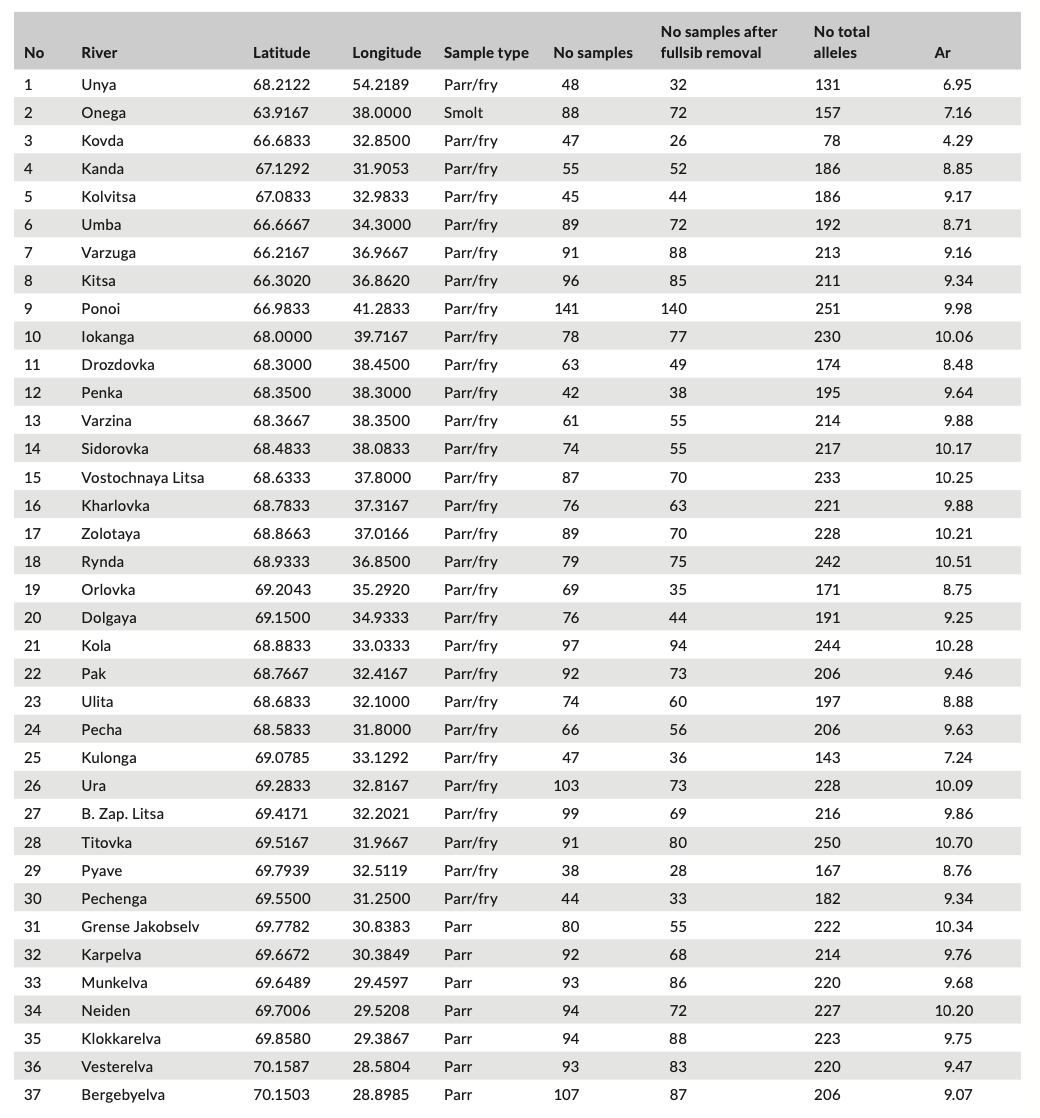 No River Latitude Longitude Sample type No samples No samples after fullsib removal No total alleles Ar
1 Unya 68.2122 54.2189 Parr/fry 48 32 131 6.95
2 Onega 63.9167 38.0000 Smolt 88 72 157 7.16
3 Kovda 66.6833 32.8500 Parr/fry 47 26 78 4.29
4 Kanda 67.1292 31.9053 Parr/fry 55 52 186 8.85
5 Kolvitsa 67.0833 32.9833 Parr/fry 45 44 186 9.17
6 Umba 66.6667 34.3000 Parr/fry 89 72 192 8.71
7 Varzuga 66.2167 36.9667 Parr/fry 91 88 213 9.16
8 Kitsa 66.3020 36.8620 Parr/fry 96 85 211 9.34
9 Ponoi 66.9833 41.2833 Parr/fry 141 140 251 9.98
10 Iokanga 68.0000 39.7167 Parr/fry 78 77 230 10.06
11 Drozdovka 68.3000 38.4500 Parr/fry 63 49 174 8.48
12 Penka 68.3500 38.3000 Parr/fry 42 38 195 9.64
13 Varzina 68.3667 38.3500 Parr/fry 61 55 214 9.88
14 Sidorovka 68.4833 38.0833 Parr/fry 74 55 217 10.17
15 Vostochnaya Litsa 68.6333 37.8000 Parr/fry 87 70 233 10.25
16 Kharlovka 68.7833 37.3167 Parr/fry 76 63 221 9.88
17 Zolotaya 68.8663 37.0166 Parr/fry 89 70 228 10.21
18 Rynda 68.9333 36.8500 Parr/fry 79 75 242 10.51
19 Orlovka 69.2043 35.2920 Parr/fry 69 35 171 8.75
20 Dolgaya 69.1500 34.9333 Parr/fry 76 44 191 9.25
21 Kola 68.8833 33.0333 Parr/fry 97 94 244 10.28
22 Pak 68.7667 32.4167 Parr/fry 92 73 206 9.46
23 Ulita 68.6833 32.1000 Parr/fry 74 60 197 8.88
24 Pecha 68.5833 31.8000 Parr/fry 66 56 206 9.63
25 Kulonga 69.0785 33.1292 Parr/fry 47 36 143 7.24
26 Ura 69.2833 32.8167 Parr/fry 103 73 228 10.09
27 B. Zap. Litsa 69.4171 32.2021 Parr/fry 99 69 216 9.86
28 Titovka 69.5167 31.9667 Parr/fry 91 80 250 10.70
29 Pyave 69.7939 32.5119 Parr/fry 38 28 167 8.76
30 Pechenga 69.5500 31.2500 Parr/fry 44 33 182 9.34
31 Grense Jakobselv 69.7782 30.8383 Parr 80 55 222 10.34
32 Karpelva 69.6672 30.3849 Parr 92 68 214 9.76
33 Munkelva 69.6489 29.4597 Parr 93 86 220 9.68
34 Neiden 69.7006 29.5208 Parr 94 72 227 10.20
35 Klokkarelva 69.8580 29.3867 Parr 94 88 223 9.75
36 Vesterelva 70.1587 28.5804 Parr 93 83 220 9.47
37 Bergebyelva 70.1503 28.8985 Parr 107 87 206 9.07